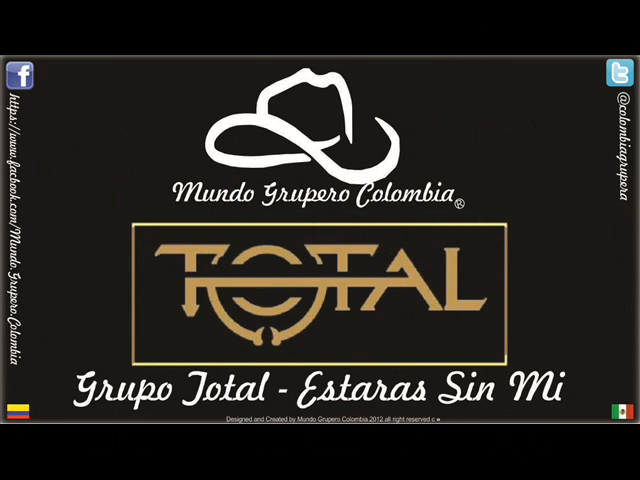 f
t
https://www.facbook.com/Mundo.Grupero.Colombia
@colombiagrupera
Mundo Grupero Colombia®
TOTAL
Grupo Total - Estaras Sin Mi
Designed and Created by Mundo Grupero Colombia.2012 all right reserved c »